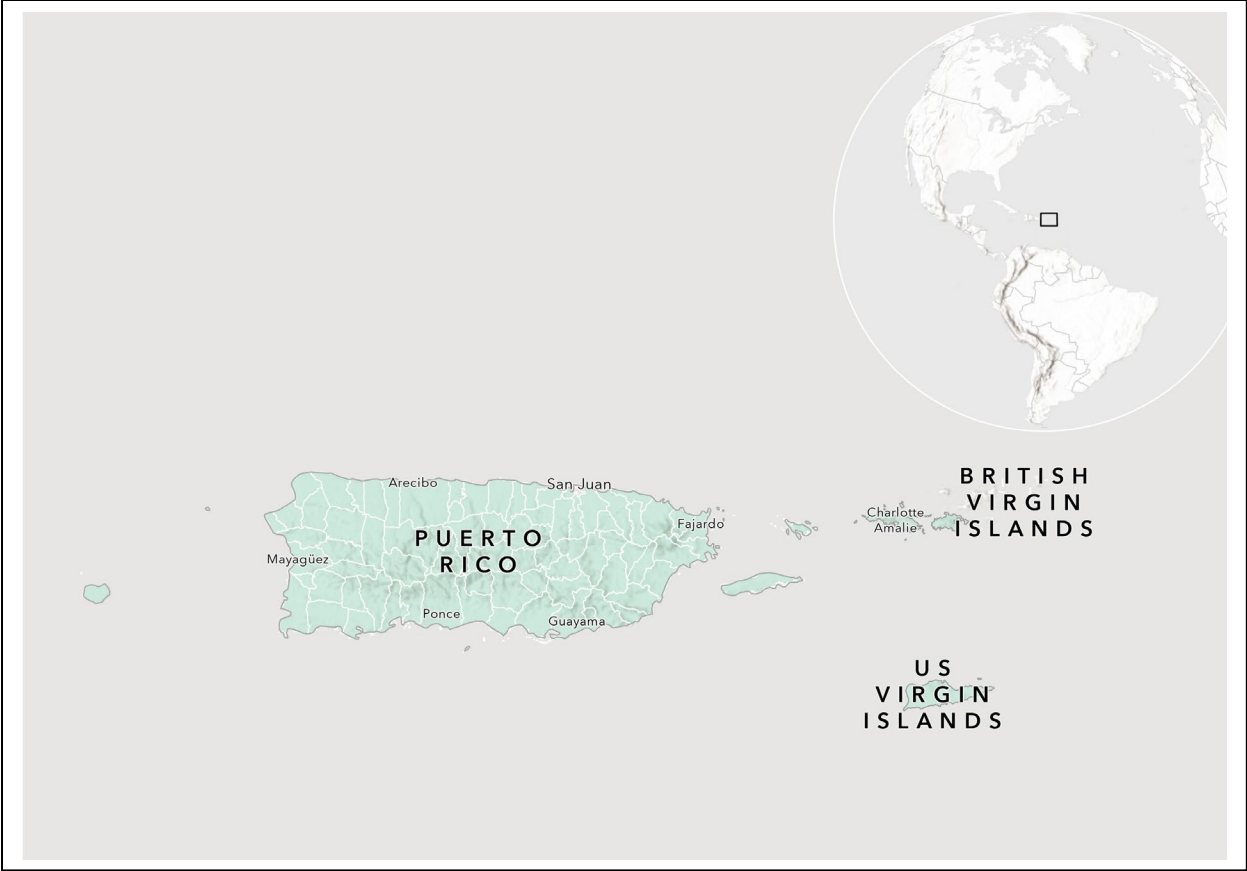 BRITISH
VIRGIN
ISLANDS
Arecibo
San Juan
Charlotte
Amalie
Fajardo
PUERTO
RICO
Mayagüez
Ponce
Guayama
US
VIRGIN
ISLANDS